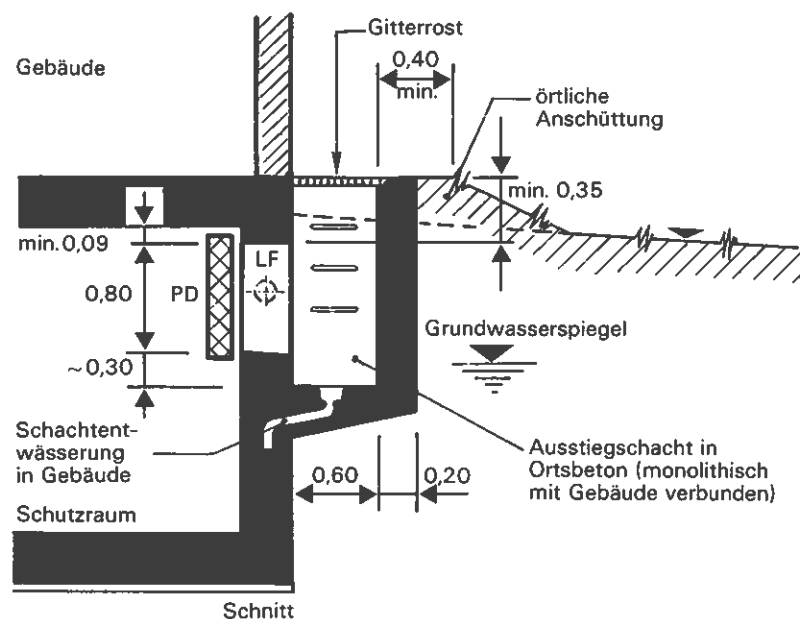 Gitterrost
Gebäude
0,40
min.
örtliche
Anschüttung
min. 0,35
min. 0,09
LF
0,80
PD
Grundwasserspiegel
~0,30
Schachtent-
wässerung
in Gebäude
Ausstiegschacht in
Ortsbeton (monolithisch
mit Gebäude verbunden)
0,60
0,20
Schutzraum
Schnitt